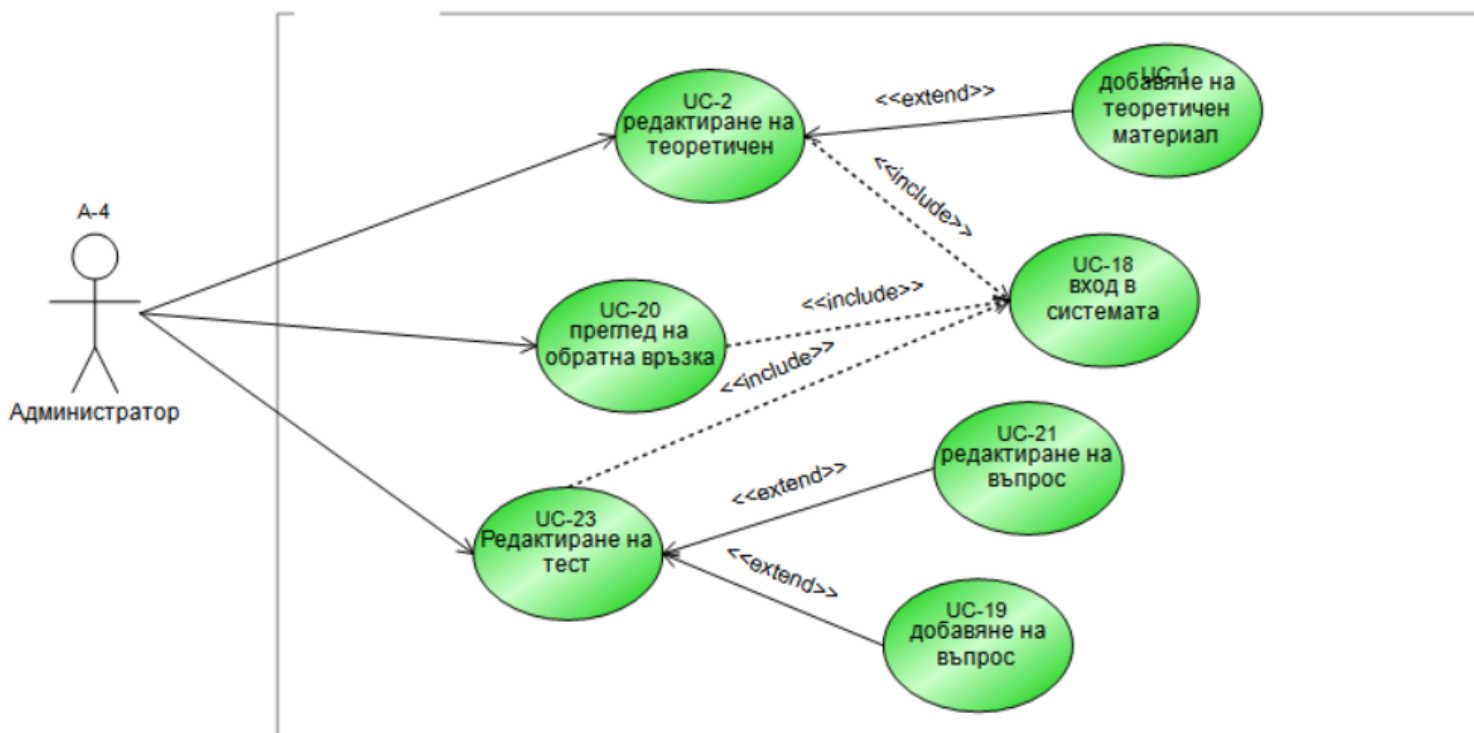 A-4
Администратор
UC-2
редактиране на
теоретичен
<<extend>>
UC-1
добавяне на
теоретичен
материал
<<include>>
UC-18
вход в
системата
UC-20
преглед на
обратна връзка
<<include>>
<<include>>
UC-21
редактиране на
въпрос
<<extend>>
UC-23
Редактиране на
тест
<<extend>>
UC-19
добавяне на
въпрос